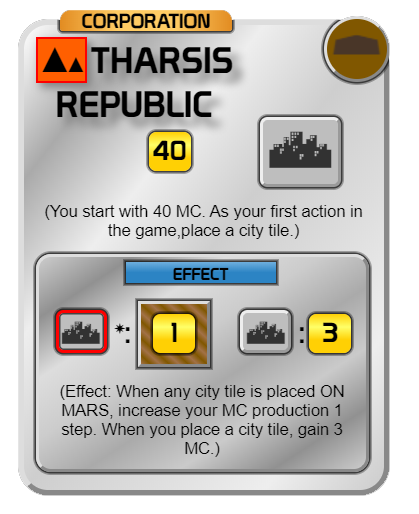 CORPORATION
THARSIS
REPUBLIC
40
(You start with 40 MC. As your first action in
the game,place a city tile.)
EFFECT
*: 1 : 3
(Effect: When any city tile is placed ON
MARS, increase your MC production 1
step. When you place a city tile, gain 3
MC.)